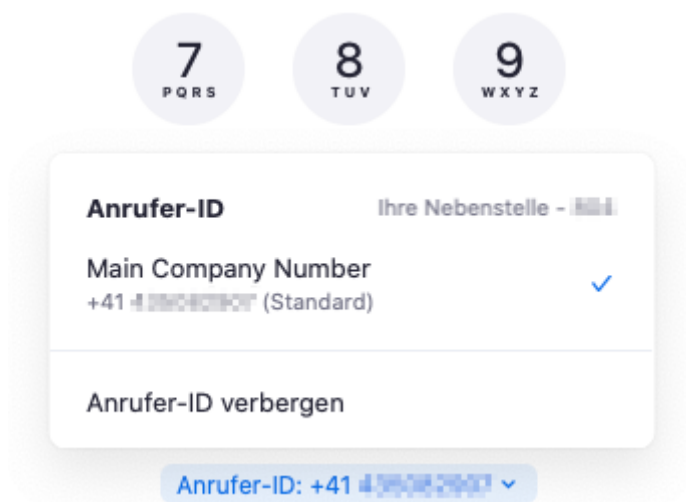 7 8 9
PQRS TUV WXYZ
Anrufer-ID Ihre Nebenstelle -
Main Company Number
+41 (Standard)
Anrufer-ID verbergen
Anrufer-ID: +41